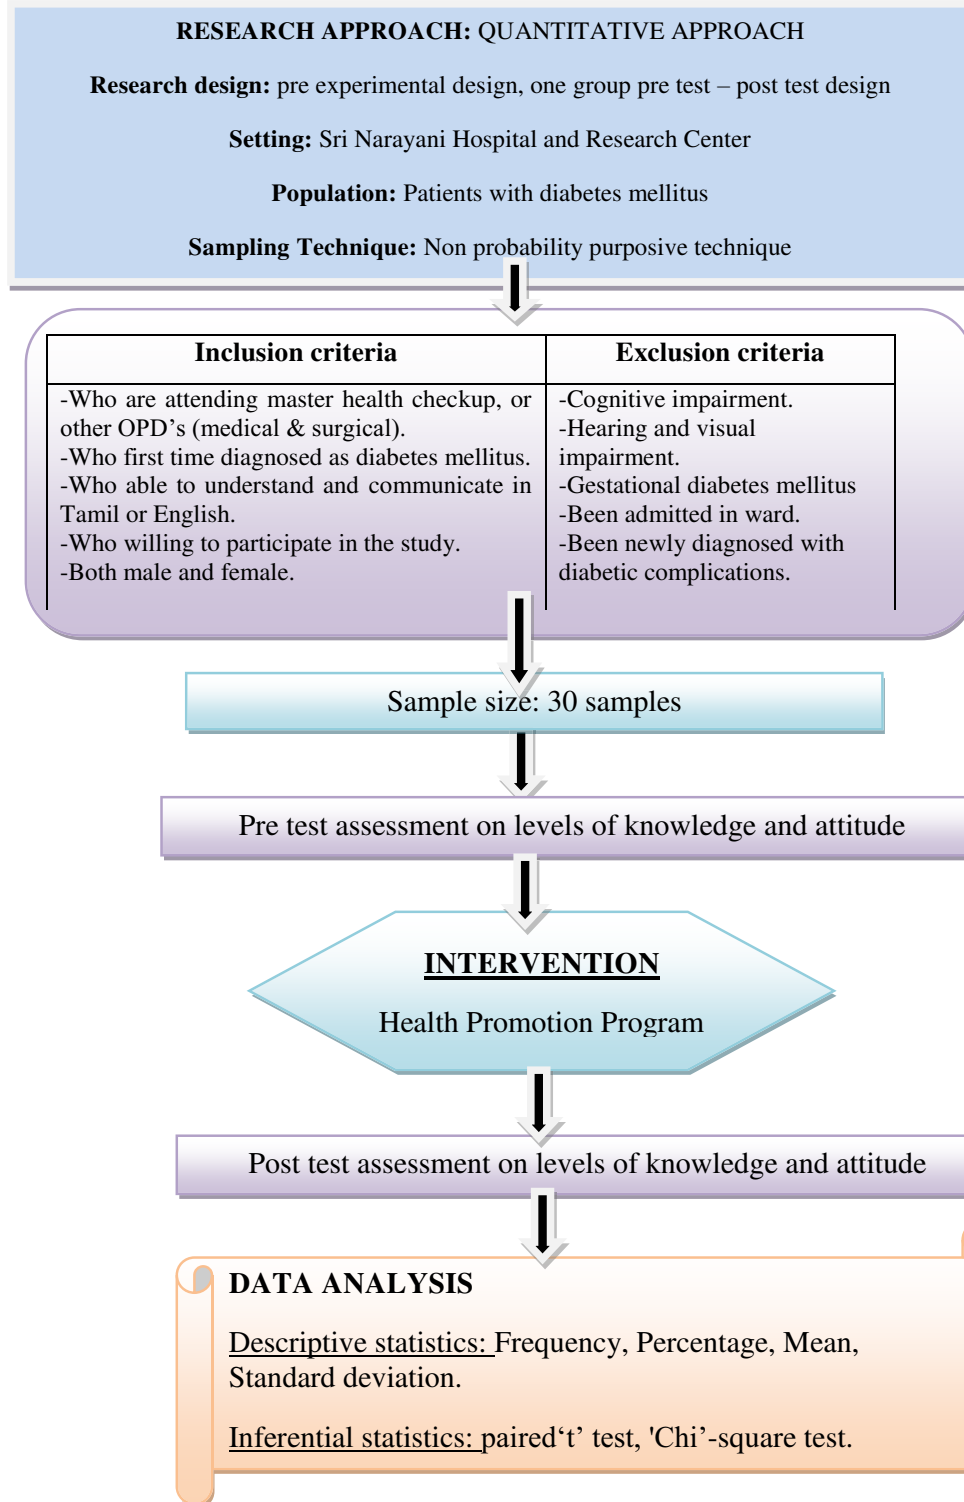 RESEARCH APPROACH: QUANTITATIVE APPROACH
Research design: pre experimental design, one group pre test – post test design
Setting: Sri Narayani Hospital and Research Center
Population: Patients with diabetes mellitus
Sampling Technique: Non probability purposive technique
Inclusion criteria
-Who are attending master health checkup, or
other OPD's (medical & surgical).
-Who first time diagnosed as diabetes mellitus.
-Who able to understand and communicate in
Tamil or English.
-Who willing to participate in the study.
-Both male and female.
Exclusion criteria
-Cognitive impairment.
-Hearing and visual
impairment.
-Gestational diabetes mellitus
-Been admitted in ward.
-Been newly diagnosed with
diabetic complications.
Sample size: 30 samples
Pre test assessment on levels of knowledge and attitude
INTERVENTION
Health Promotion Program
Post test assessment on levels of knowledge and attitude
DATA ANALYSIS
Descriptive statistics: Frequency, Percentage, Mean,
Standard deviation.
Inferential statistics: paired‘t’ test, 'Chi’-square test.